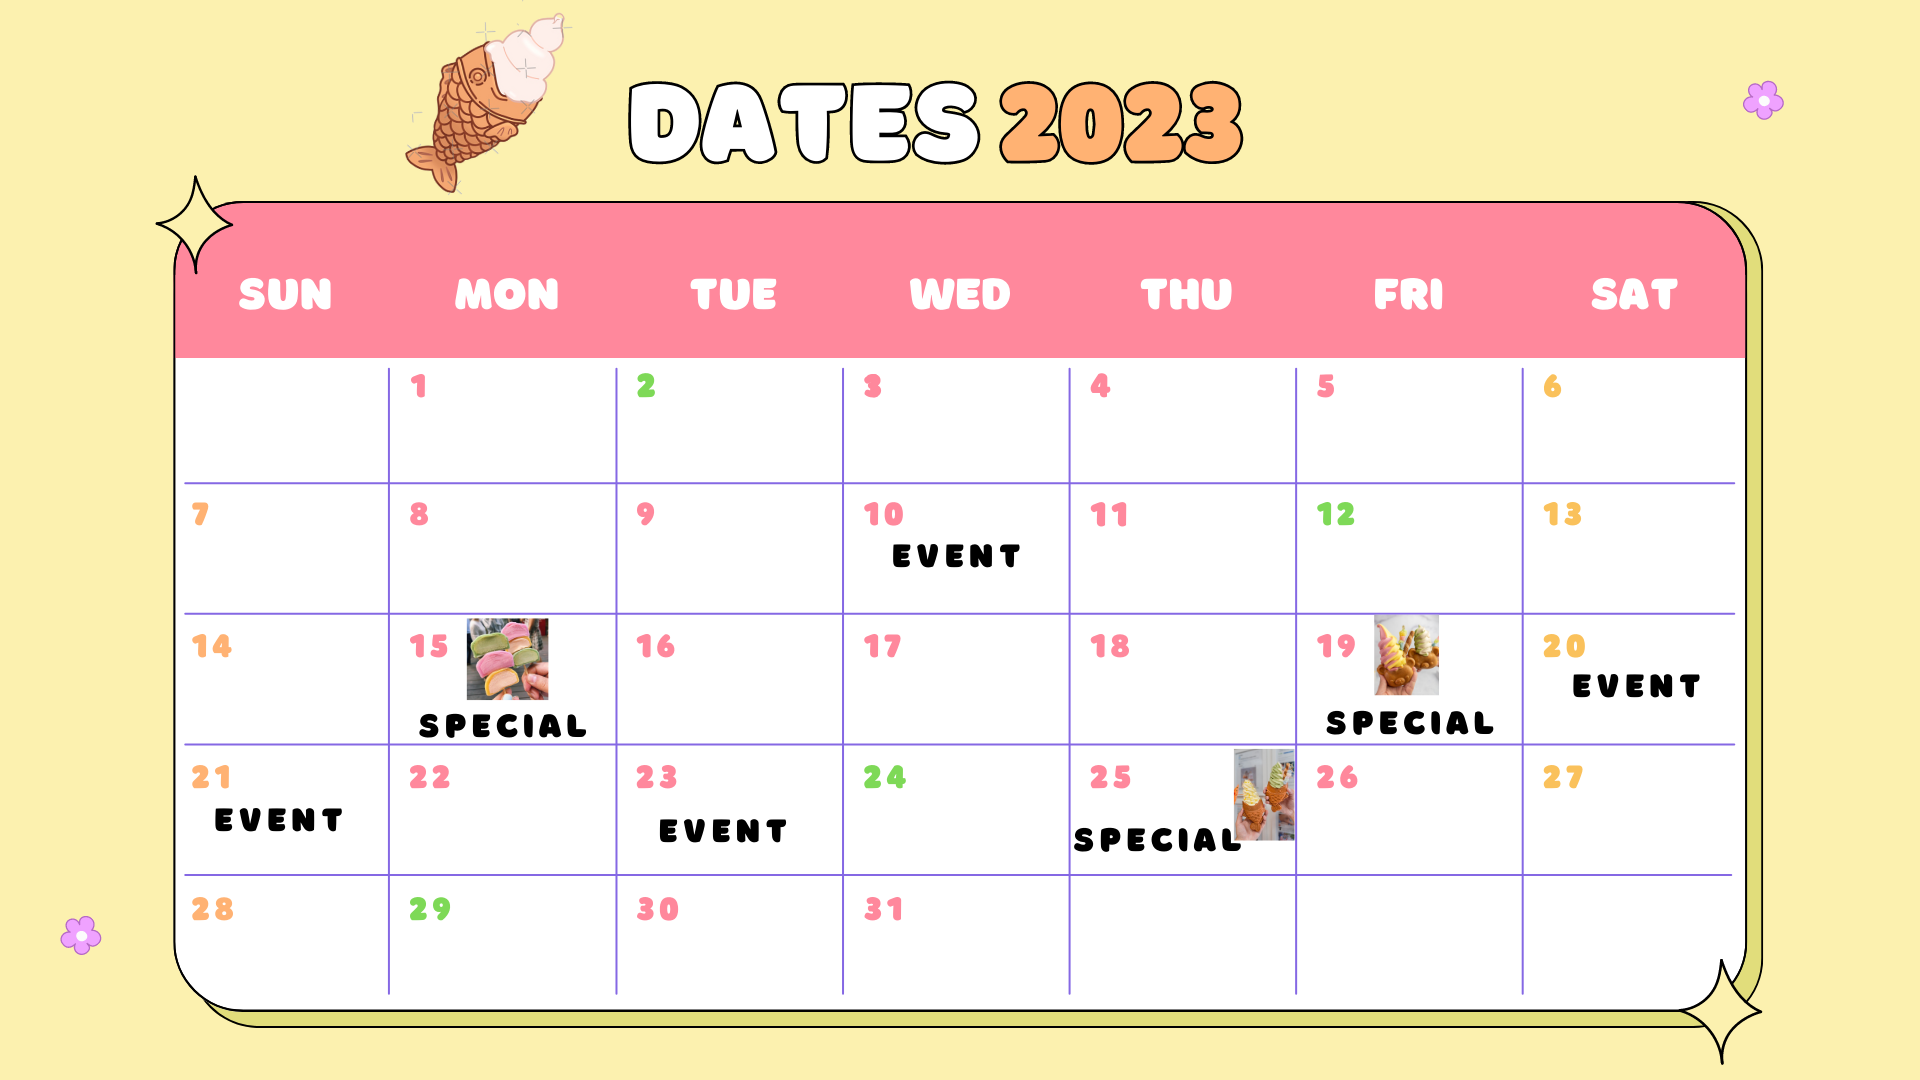 DATES 2023
SUN MON TUE WED THU FRI SAT
1 2 3 4 5 6
7 8 9 10 11 12 13
EVENT
14 15 16 17 18 19 20
EVENT
SPECIAL SPECIAL
21 22 23 24 25 26 27
EVENT EVENT SPECIAL
28 29 30 31